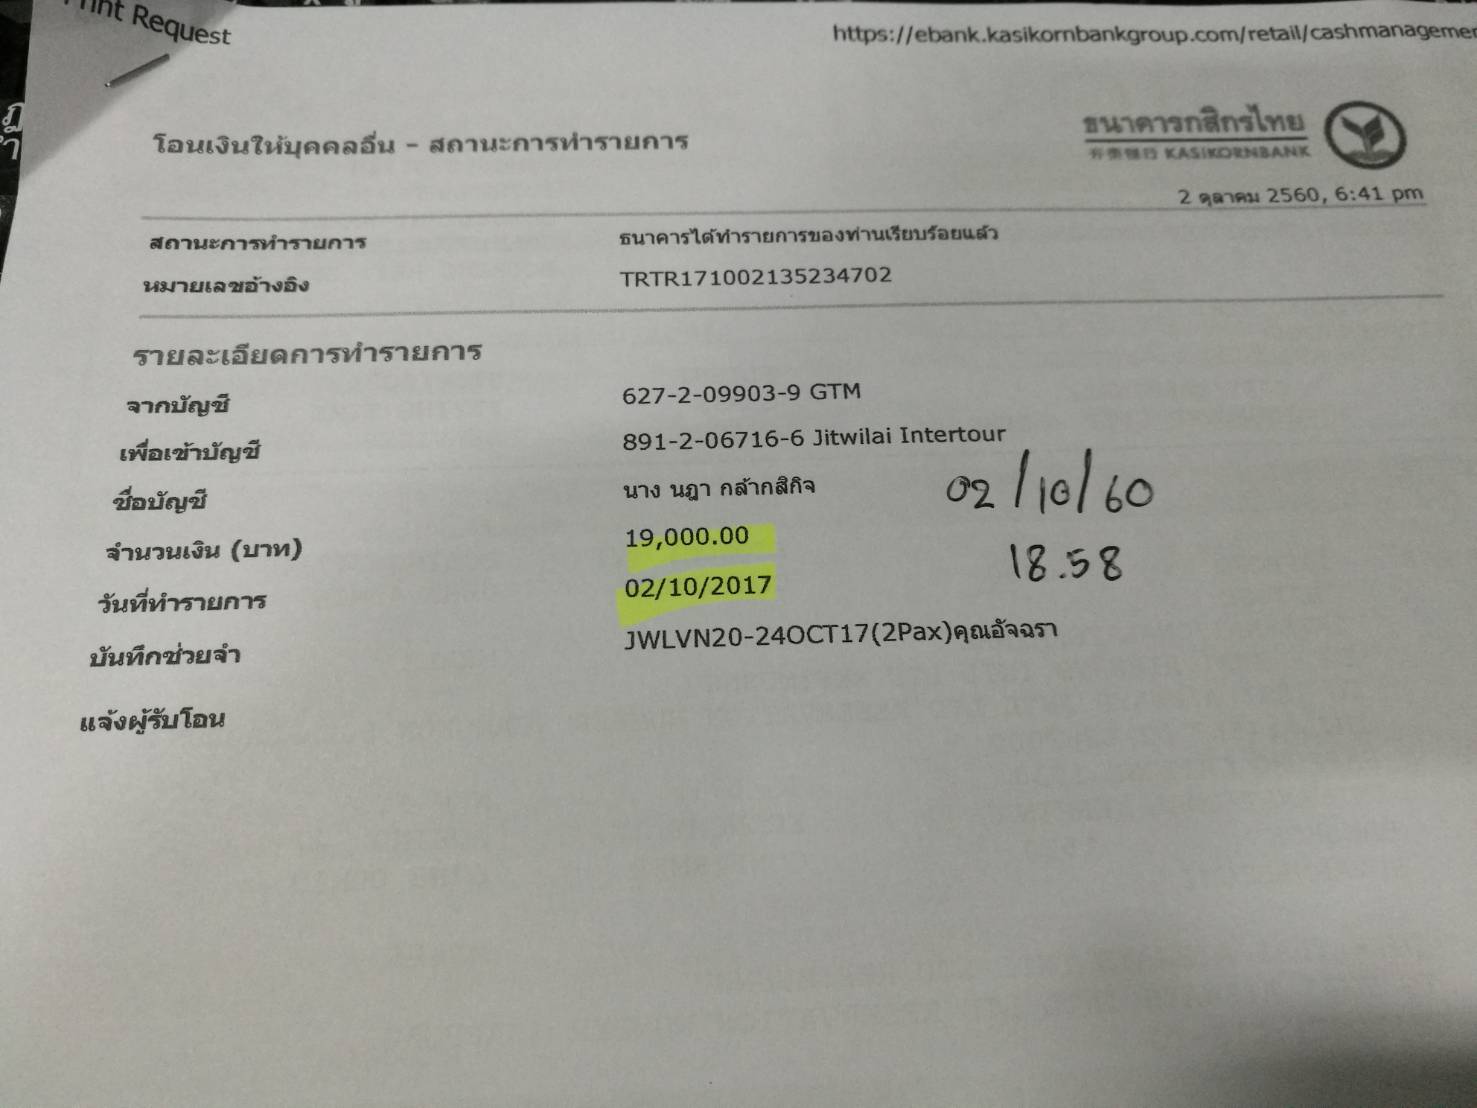 Print Request
https://ebank.kasikornbankgroup.com/retail/cashmanagemen
โอนเงินให้บุคคลอื่น - สถานะการทำรายการ
ธนาคารกสิกรไทย
KASIKORNBANK
2 ตุลาคม 2560, 6:41 pm
สถานะการทำรายการ ธนาคารได้ทำรายการของท่านเรียบร้อยแล้ว
หมายเลขอ้างอิง TRTR171002135234702
รายละเอียดการทำรายการ
จากบัญชี 627-2-09903-9 GTM
เพื่อเข้าบัญชี 891-2-06716-6 Jitwilai Intertour
ชื่อบัญชี นาง นฎา กล้ากสิกิจ
02/10/60
จำนวนเงิน (บาท) 19,000.00
18.58
วันที่ทำรายการ 02/10/2017
บันทึกช่วยจำ JWLVN20-24OCT17(2Pax)คุณอัจฉรา
แจ้งผู้รับโอน